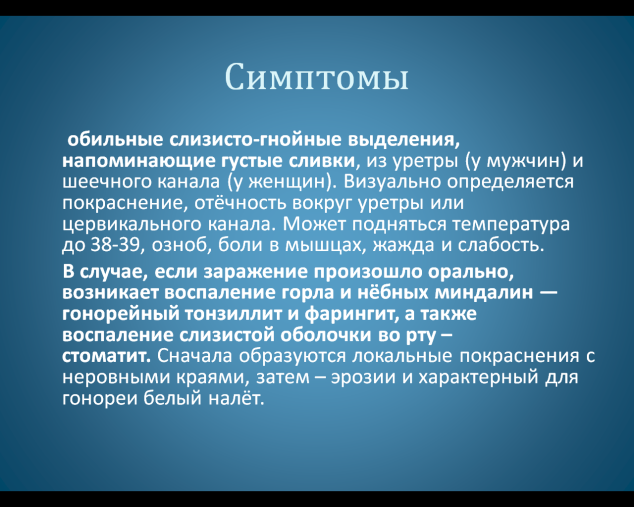 Симптомы
обильные слизисто-гнойные выделения,
напоминающие густые сливки, из уретры (у мужчин) и
шеечного канала (у женщин). Визуально определяется
покраснение, отёчность вокруг уретры или
цервикального канала. Может подняться температура
до 38-39, озноб, боли в мышцах, жажда и слабость.
В случае, если заражение произошло орально,
возникает воспаление горла и нёбных миндалин —
гонорейный тонзиллит и фарингит, а также
воспаление слизистой оболочки во рту –
стоматит. Сначала образуются локальные покраснения с
неровными краями, затем – эрозии и характерный для
гонореи белый налёт.